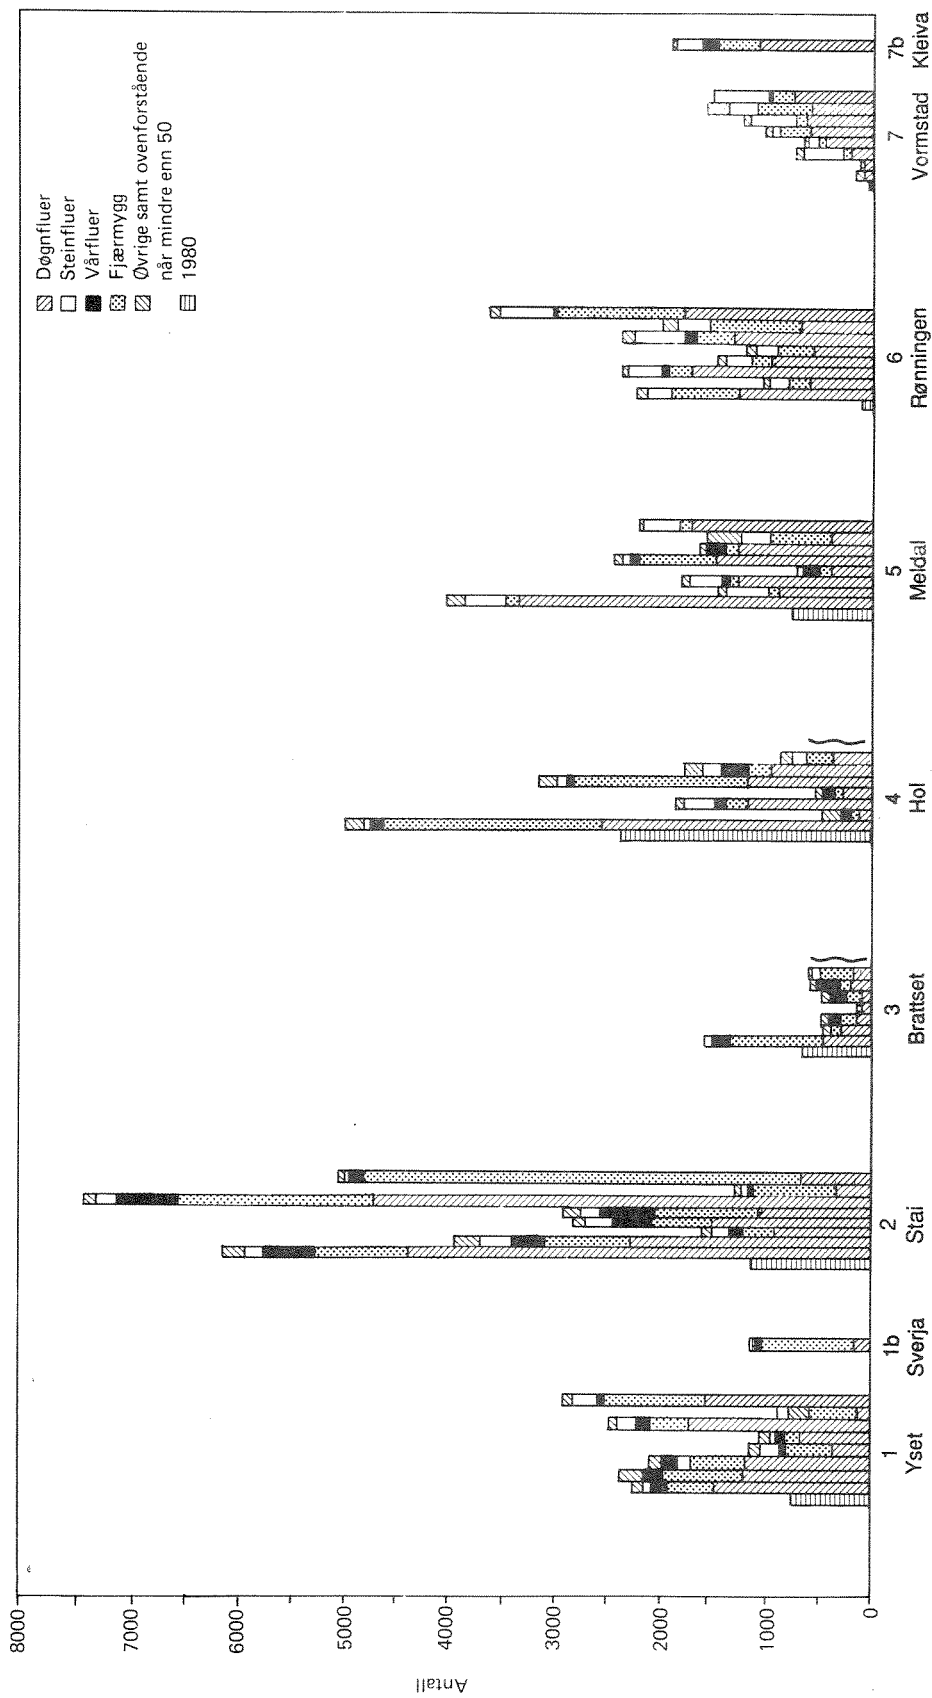 Døgnfluer
Steinfluer
Vårfluer
Fjærmygg
Øvrige samt ovenforstående
når mindre enn 50
1980
Antall
8000
7000
6000
5000
4000
3000
2000
1000
0
1
Yset
1b
Sverja
2
Stai
3
Brattset
4
Hol
5
Meldal
6
Rønningen
7
Vormstad
7b
Kleiva